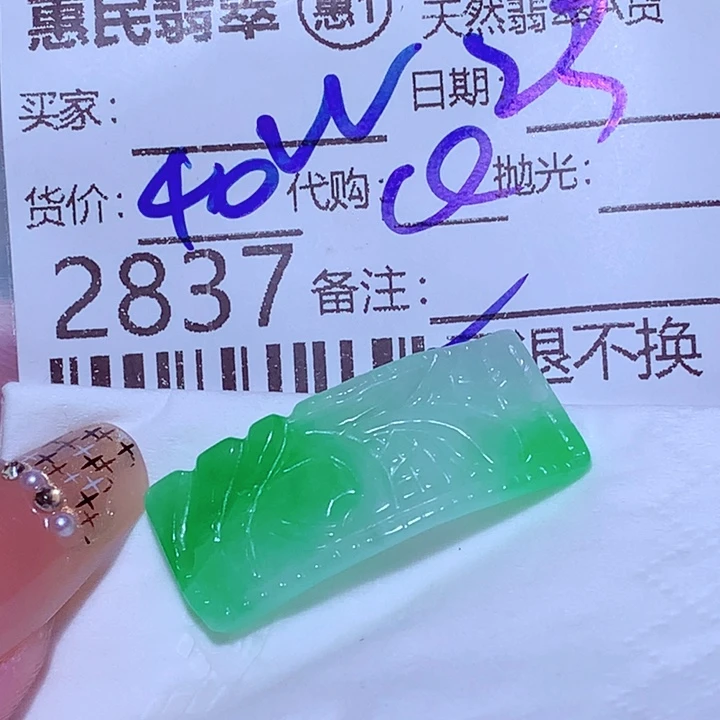 惠民翡翠 惠1 天然翡翠A货
买家： 日期
货价： 40W 代购： 抛光：
2837 备注：
退不换